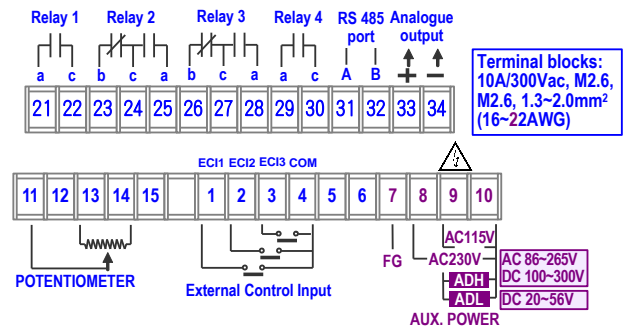 Relay 1 Relay 2 Relay 3 Relay 4 RS 485 port Analogue output
a c b c a b c a a c A B + −
21 22 23 24 25 26 27 28 29 30 31 32 33 34
Terminal blocks:
10A/300Vac, M2.6,
M2.6, 1.3~2.0mm²
(16~22AWG)
ECI1 ECI2 ECI3 COM
11 12 13 14 15 1 2 3 4 5 6 7 8 9 10
POTENTIOMETER
External Control Input
FG
AC115V
AC230V
ADH
ADL
AC 86~265V
DC 100~300V
DC 20~56V
AUX. POWER